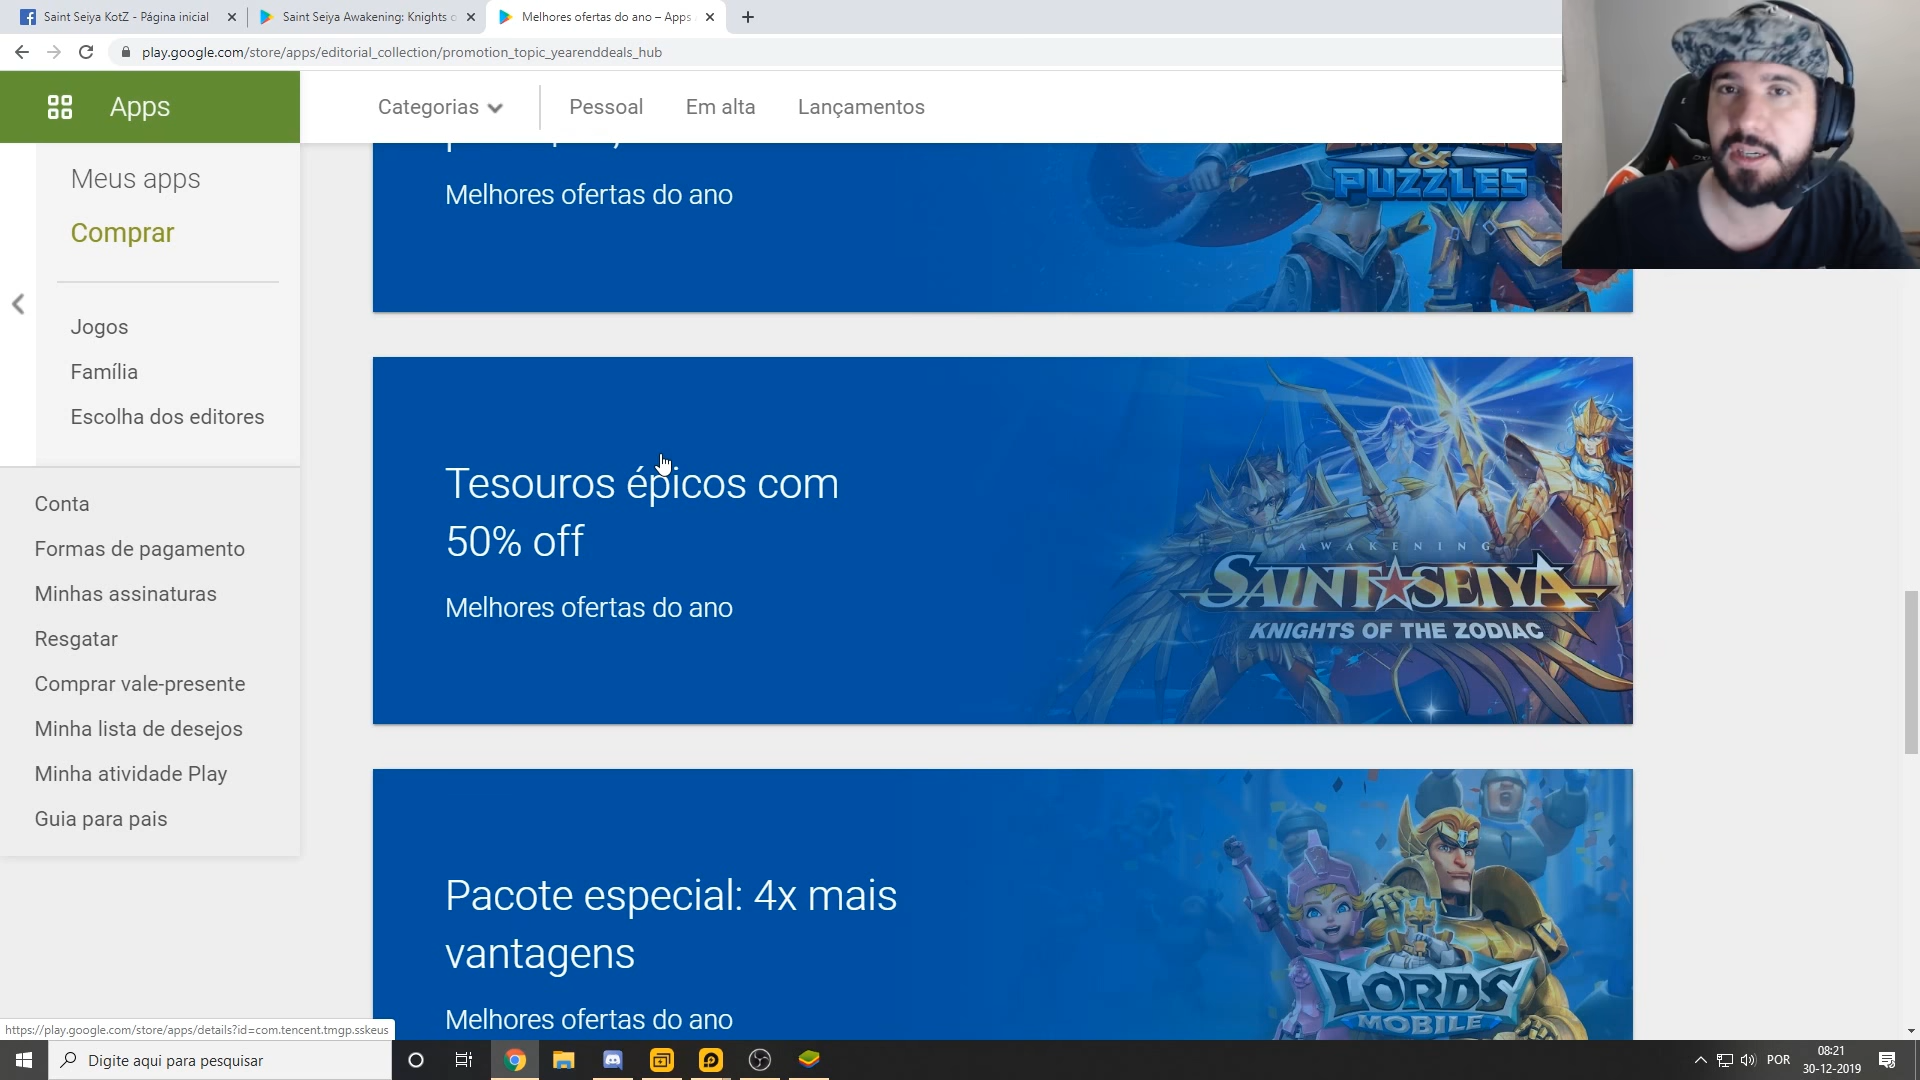 Saint Seiya KotZ - Página inicial
Saint Seiya Awakening: Knights o
Melhores ofertas do ano – Apps
play.google.com/store/apps/editorial_collection/promotion_topic_yearenddeals_hub
Apps
Categorias
Pessoal
Em alta
Lançamentos
Meus apps
Comprar
Jogos
Família
Escolha dos editores
Conta
Formas de pagamento
Minhas assinaturas
Resgatar
Comprar vale-presente
Minha lista de desejos
Minha atividade Play
Guia para pais
Melhores ofertas do ano
& PUZZLES
Tesouros épicos com
50% off
Melhores ofertas do ano
AWAKENING
SAINT SEIYA
KNIGHTS OF THE ZODIAC
Pacote especial: 4x mais
vantagens
Melhores ofertas do ano
LORDS
MOBILE
https://play.google.com/store/apps/details?id=com.tencent.tmgp.sskeus
Digite aqui para pesquisar
POR
08:21
30-12-2019